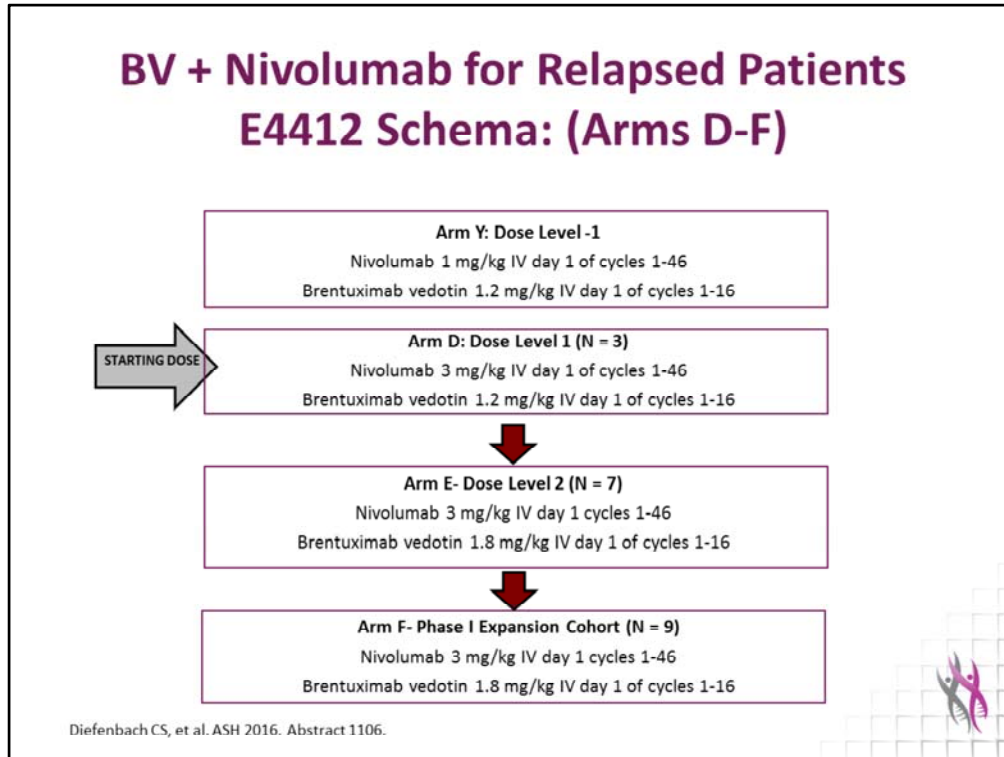 BV + Nivolumab for Relapsed Patients
E4412 Schema: (Arms D-F)
Arm Y: Dose Level -1
Nivolumab 1 mg/kg IV day 1 of cycles 1-46
Brentuximab vedotin 1.2 mg/kg IV day 1 of cycles 1-16
STARTING DOSE
Arm D: Dose Level 1 (N = 3)
Nivolumab 3 mg/kg IV day 1 of cycles 1-46
Brentuximab vedotin 1.2 mg/kg IV day 1 of cycles 1-16
Arm E- Dose Level 2 (N = 7)
Nivolumab 3 mg/kg IV day 1 cycles 1-46
Brentuximab vedotin 1.8 mg/kg IV day 1 of cycles 1-16
Arm F- Phase I Expansion Cohort (N = 9)
Nivolumab 3 mg/kg IV day 1 cycles 1-46
Brentuximab vedotin 1.8 mg/kg IV day 1 of cycles 1-16
Diefenbach CS, et al. ASH 2016. Abstract 1106.